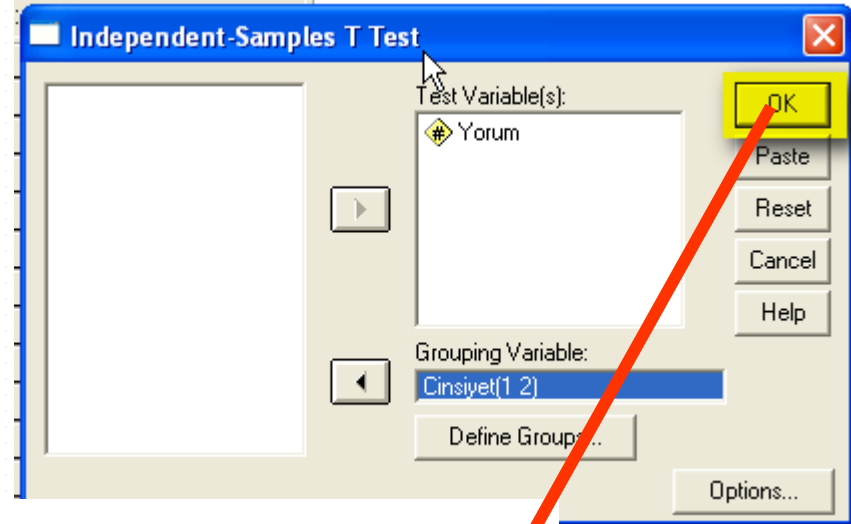 Independent-Samples T Test
Test Variable(s):
# Yorum
OK
Paste
Reset
Cancel
Help
Grouping Variable:
Cinsiyet(1 2)
Define Groups...
Options...